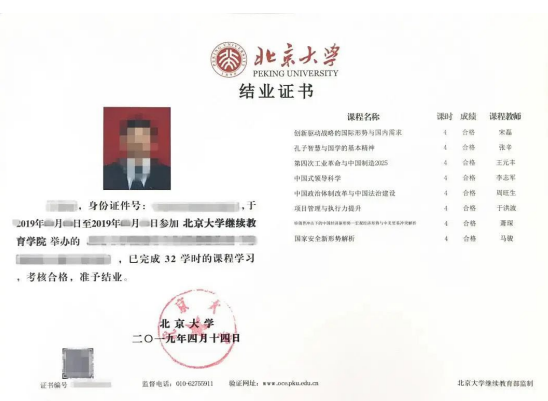 北京大学
PEKING UNIVERSITY
结业证书
课程名称 课时 成绩 课程教师
创新驱动战略的国际形势与国内需求 4 合格 宋磊
孔子智慧与国学的基本精神 4 合格 张辛
第四次工业革命与中国制造2025 4 合格 王元丰
中国式领导科学 4 合格 李志军
中国政治体制改革与中国法治建设 4 合格 周旺生
项目管理与执行力提升 4 合格 于洪波
4 合格 萧琛
国家安全新形势解析 4 合格 马骏
，身份证件号： ，于
2019年 月 日至2019年 月 日参加 北京大学继续教
育学院 举办的
，已完成 32 学时的课程学习
，考核合格，准予结业。
北京大学
二〇一九年四月十四日
证书编号
监督电话：010-62755911 验证网址：www.oce.pku.edu.cn 北京大学继续教育部监制